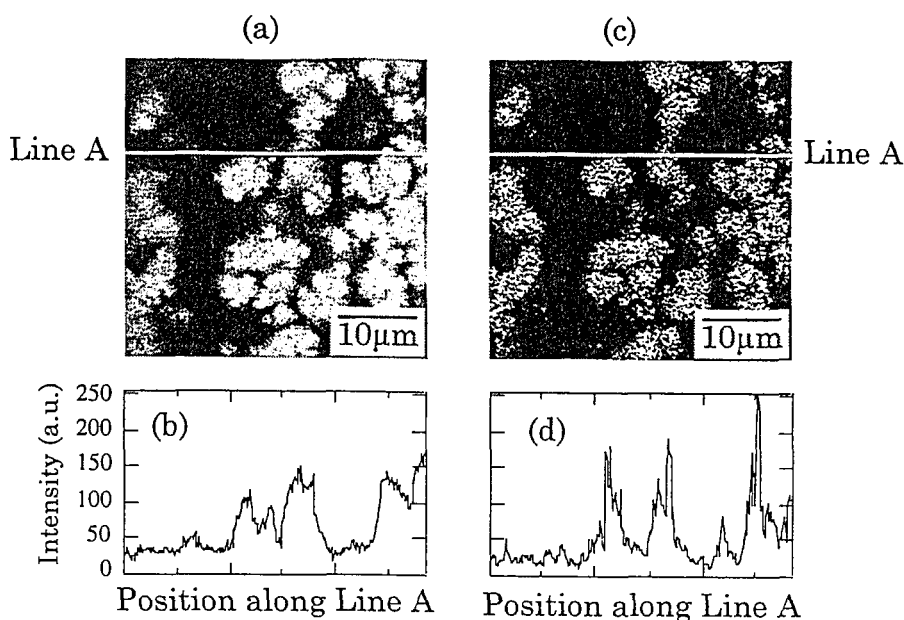 (a)
(c)
Line A
Line A
10μm
10μm
Intensity (a.u.)
250
200
150
100
50
0
(b)
(d)
Position along Line A
Position along Line A